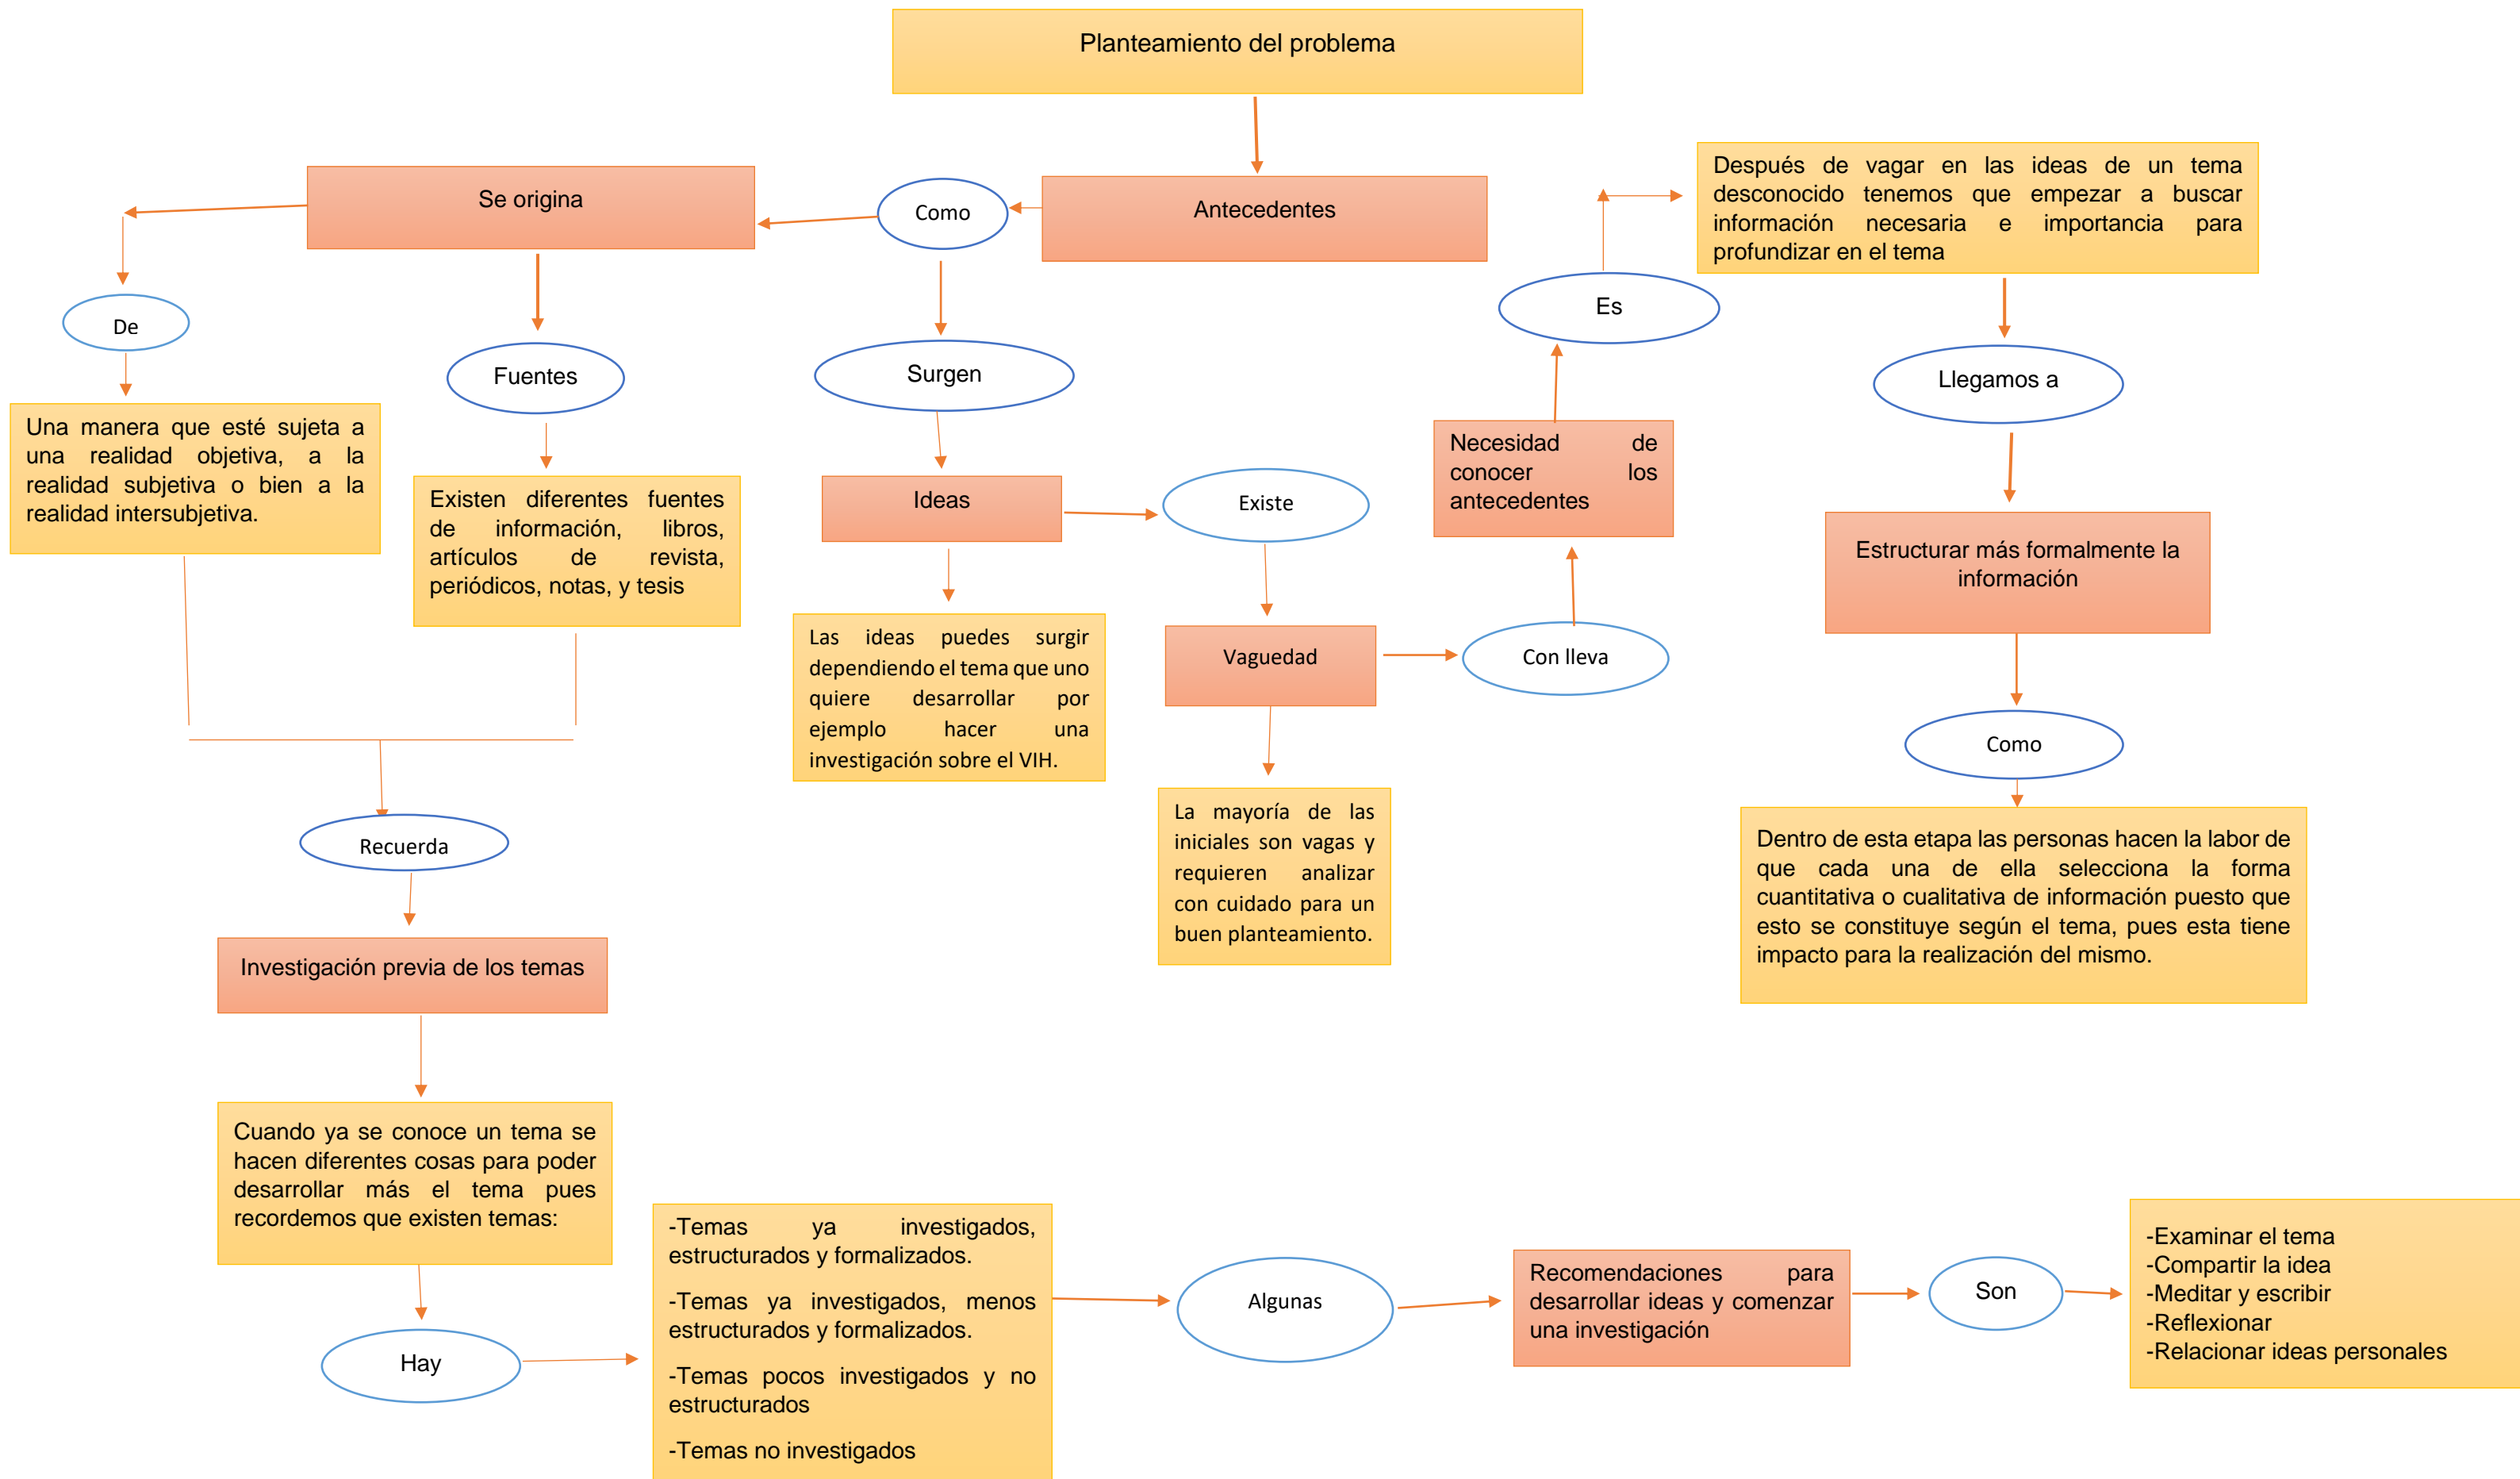 Planteamiento del problema
Antecedentes
Como
Se origina
De
Una manera que esté sujeta a
una realidad objetiva, a la
realidad subjetiva o bien a la
realidad intersubjetiva.
Fuentes
Existen diferentes fuentes
de información, libros,
artículos de revista,
periódicos, notas, y tesis
Recuerda
Investigación previa de los temas
Cuando ya se conoce un tema se
hacen diferentes cosas para poder
desarrollar más el tema pues
recordemos que existen temas:
Hay
-Temas ya investigados,
estructurados y formalizados.
-Temas ya investigados, menos
estructurados y formalizados.
-Temas pocos investigados y no
estructurados
-Temas no investigados
Algunas
Recomendaciones para
desarrollar ideas y comenzar
una investigación
Son
-Examinar el tema
-Compartir la idea
-Meditar y escribir
-Reflexionar
-Relacionar ideas personales
Surgen
Ideas
Las ideas puedes surgir
dependiendo el tema que uno
quiere desarrollar por
ejemplo hacer una
investigación sobre el VIH.
Existe
Vaguedad
La mayoría de las
iniciales son vagas y
requieren analizar
con cuidado para un
buen planteamiento.
Con lleva
Necesidad de
conocer los
antecedentes
Es
Después de vagar en las ideas de un tema
desconocido tenemos que empezar a buscar
información necesaria e importancia para
profundizar en el tema
Llegamos a
Estructurar más formalmente la
información
Como
Dentro de esta etapa las personas hacen la labor de
que cada una de ella selecciona la forma
cuantitativa o cualitativa de información puesto que
esto se constituye según el tema, pues esta tiene
impacto para la realización del mismo.